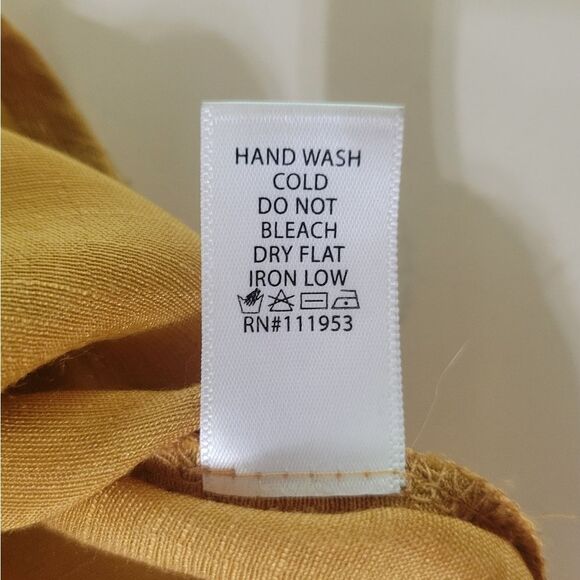 HAND WASH
COLD
DO NOT
BLEACH
DRY FLAT
IRON LOW
RN#111953